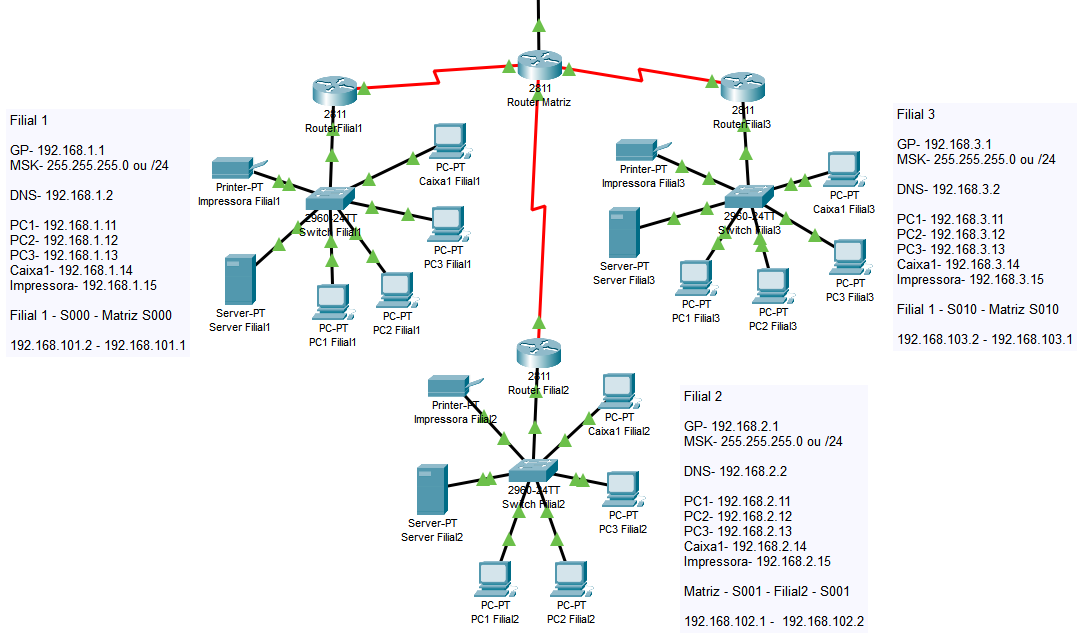 2811
Router Matriz
2811
RouterFilial1
2811
RouterFilial3
Filial 1
GP- 192.168.1.1
MSK- 255.255.255.0 ou /24
DNS- 192.168.1.2
PC1- 192.168.1.11
PC2- 192.168.1.12
PC3- 192.168.1.13
Caixa1- 192.168.1.14
Impressora- 192.168.1.15
Filial 1 - S000 - Matriz S000
192.168.101.2 - 192.168.101.1
Printer-PT
Impressora Filial1
PC-PT
Caixa1 Filial1
2960-24TT
Switch Filial1
PC-PT
PC3 Filial1
Server-PT
Server Filial1
PC-PT
PC1 Filial1
PC-PT
PC2 Filial1
Printer-PT
Impressora Filial3
PC-PT
Caixa1 Filial3
2960-24TT
Switch Filial3
Server-PT
Server Filial3
PC-PT
PC1 Filial3
PC-PT
PC2 Filial3
PC-PT
PC3 Filial3
Filial 3
GP- 192.168.3.1
MSK- 255.255.255.0 ou /24
DNS- 192.168.3.2
PC1- 192.168.3.11
PC2- 192.168.3.12
PC3- 192.168.3.13
Caixa1- 192.168.3.14
Impressora- 192.168.3.15
Filial 1 - S010 - Matriz S010
192.168.103.2 - 192.168.103.1
2811
Router Filial2
Printer-PT
Impressora Filial2
PC-PT
Caixa1 Filial2
2960-24TT
Switch Filial2
Server-PT
Server Filial2
PC-PT
PC3 Filial2
PC-PT
PC1 Filial2
PC-PT
PC2 Filial2
Filial 2
GP- 192.168.2.1
MSK- 255.255.255.0 ou /24
DNS- 192.168.2.2
PC1- 192.168.2.11
PC2- 192.168.2.12
PC3- 192.168.2.13
Caixa1- 192.168.2.14
Impressora- 192.168.2.15
Matriz - S001 - Filial2 - S001
192.168.102.1 - 192.168.102.2